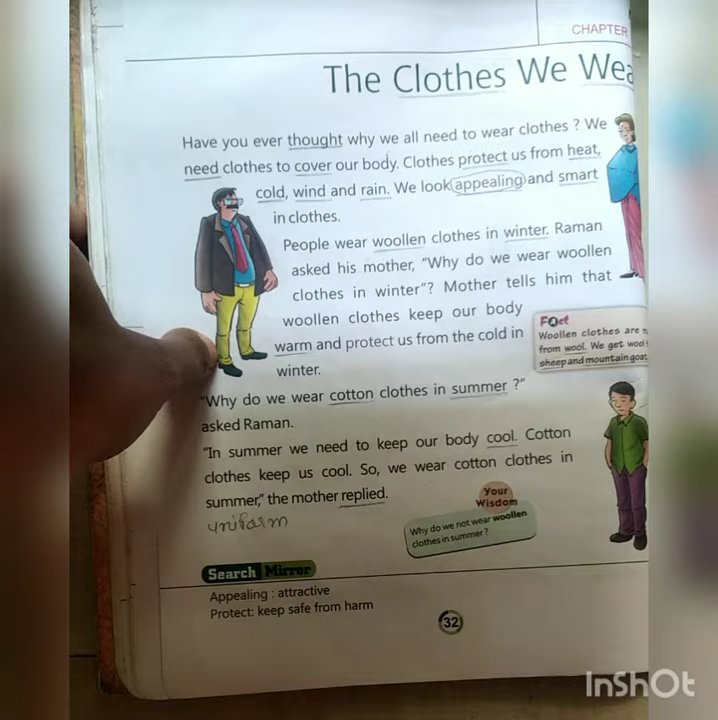 CHAPTER
The Clothes We Wea
Have you ever thought why we all need to wear clothes ? We
need clothes to cover our body. Clothes protect us from heat,
cold, wind and rain. We look appealing and smart
in clothes.
People wear woollen clothes in winter. Raman
asked his mother, “Why do we wear woollen
clothes in winter”? Mother tells him that
woollen clothes keep our body
warm and protect us from the cold in
winter.
Fact
Woollen clothes are
from wool. We get wool
sheep and mountain goat
“Why do we wear cotton clothes in summer ?”
asked Raman.
“In summer we need to keep our body cool. Cotton
clothes keep us cool. So, we wear cotton clothes in
summer,” the mother replied.
unifarm
Your
Wisdom
Why do we not wear woollen
clothes in summer ?
Search Mirror
Appealing : attractive
Protect: keep safe from harm
32
InShOt